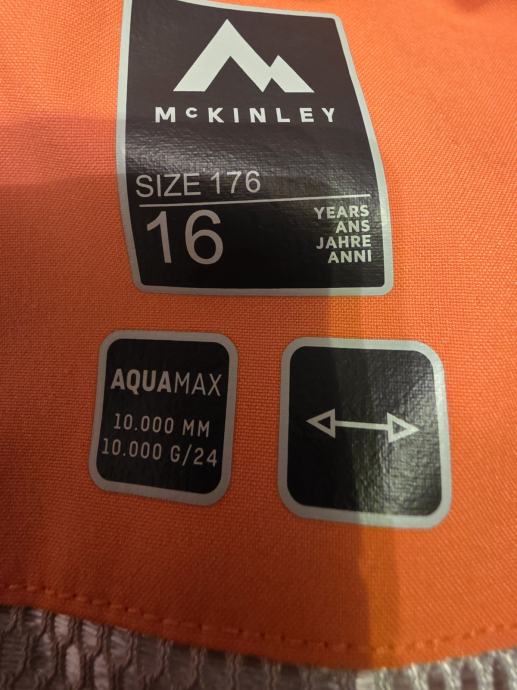 McKINLEY
SIZE 176
16
YEARS
ANS
JAHRE
ANNI
AQUAMAX
10.000 MM
10.000 G/24